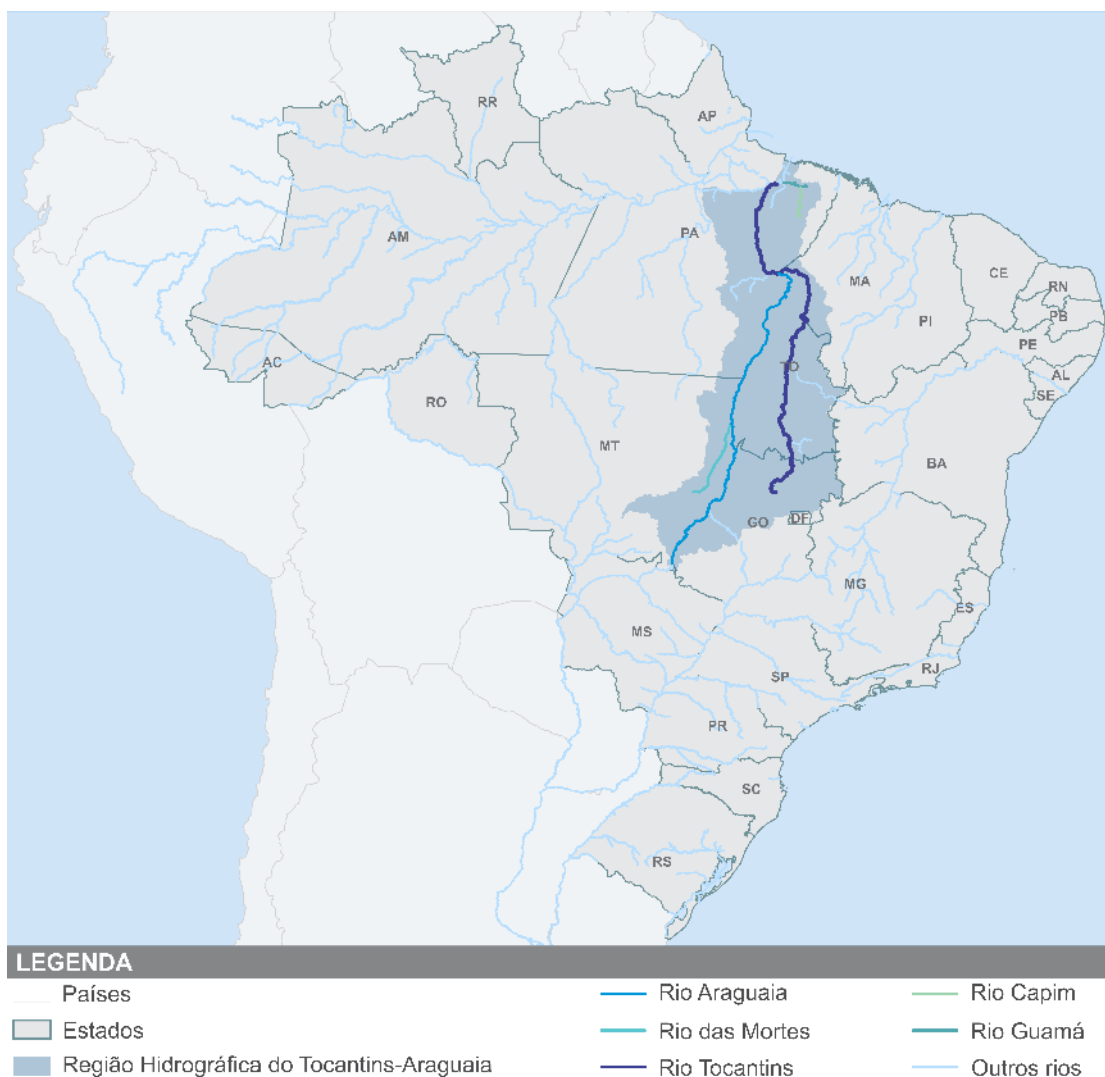 RR
AP
AM
PA
MA
CE
RN
PB
PI
PE
AC
AL
TO
SE
RO
MT
BA
GO
DF
MG
ES
MS
RJ
SP
PR
SC
RS
LEGENDA
Países
Estados
Região Hidrográfica do Tocantins-Araguaia
Rio Araguaia
Rio das Mortes
Rio Tocantins
Rio Capim
Rio Guamá
Outros rios